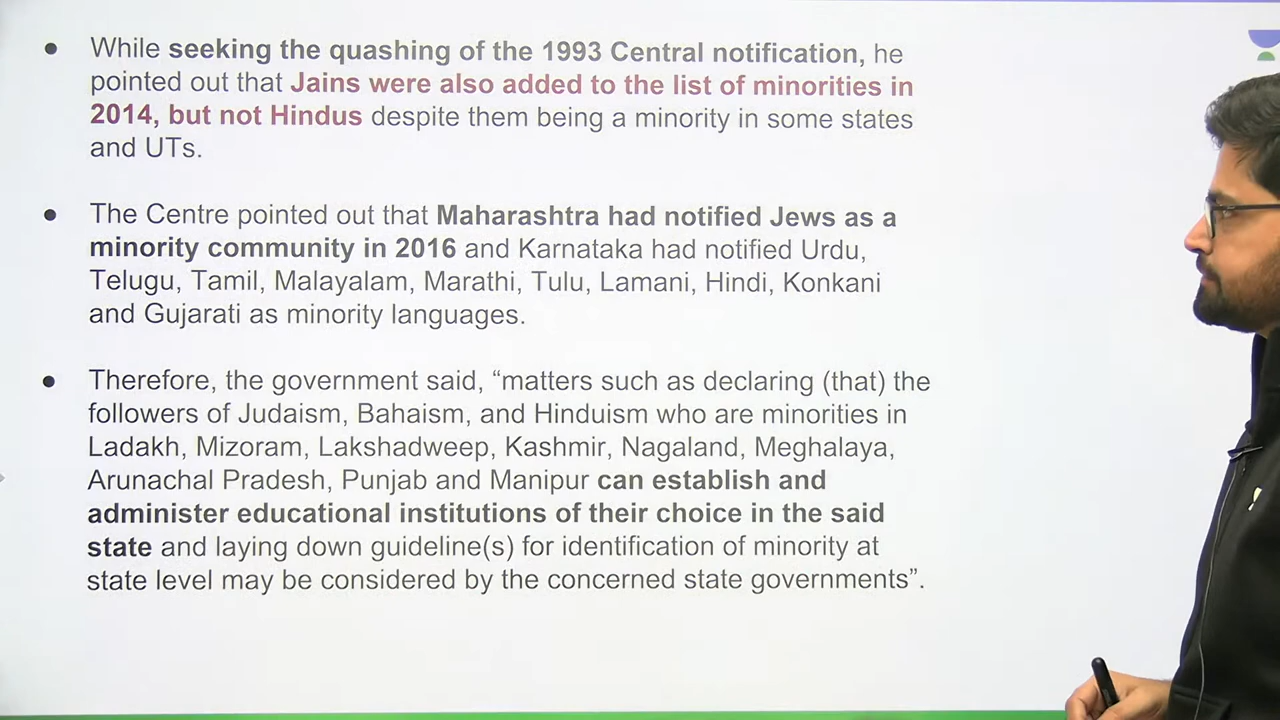 ● While seeking the quashing of the 1993 Central notification, he
pointed out that Jains were also added to the list of minorities in
2014, but not Hindus despite them being a minority in some states
and UTs.
● The Centre pointed out that Maharashtra had notified Jews as a
minority community in 2016 and Karnataka had notified Urdu,
Telugu, Tamil, Malayalam, Marathi, Tulu, Lamani, Hindi, Konkani
and Gujarati as minority languages.
● Therefore, the government said, “matters such as declaring (that) the
followers of Judaism, Bahaism, and Hinduism who are minorities in
Ladakh, Mizoram, Lakshadweep, Kashmir, Nagaland, Meghalaya,
Arunachal Pradesh, Punjab and Manipur can establish and
administer educational institutions of their choice in the said
state and laying down guideline(s) for identification of minority at
state level may be considered by the concerned state governments”.